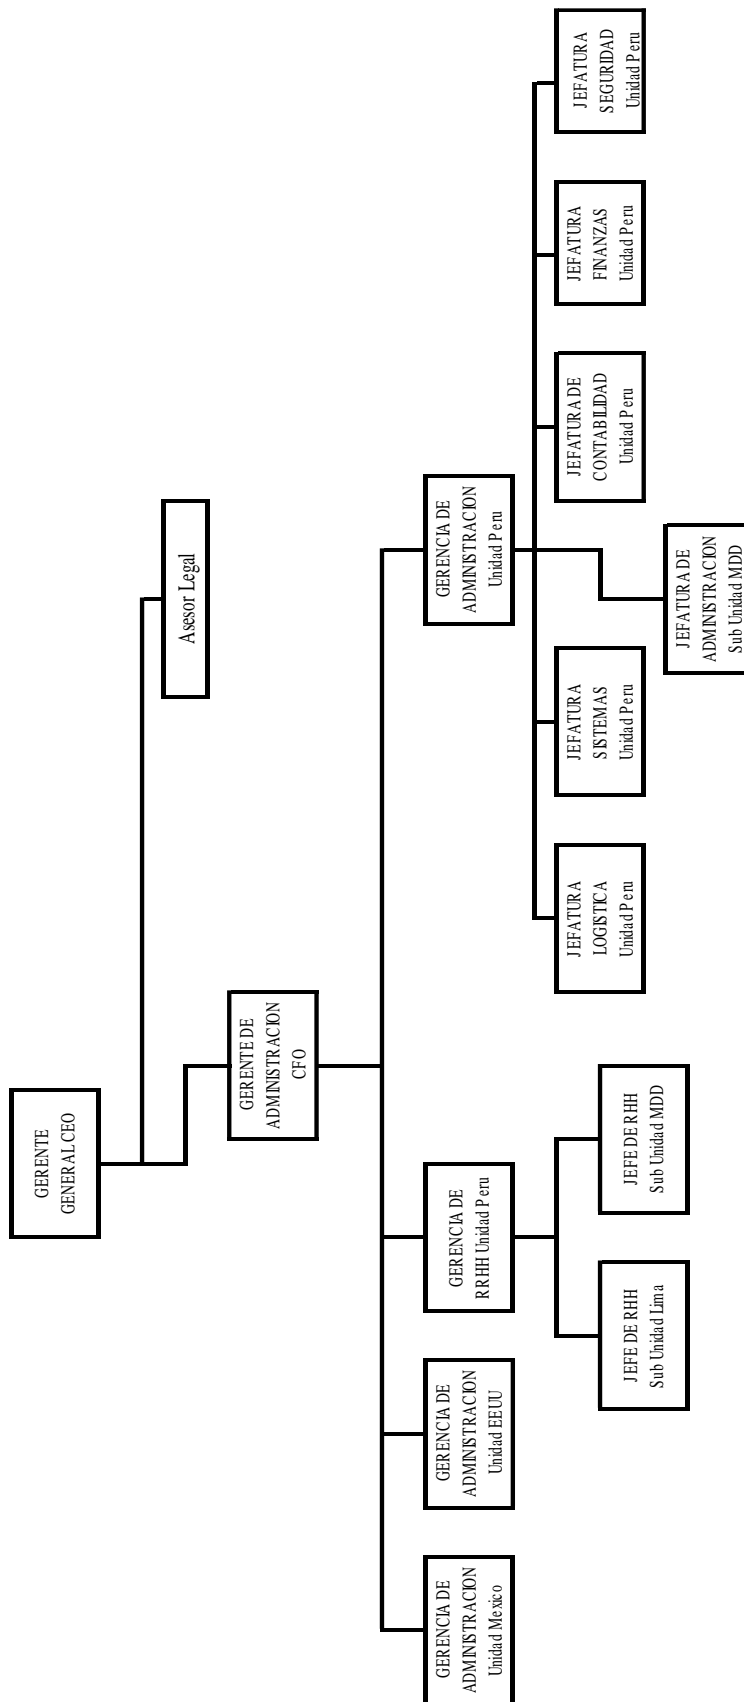 GERENTE
GENERAL CEO
Asesor Legal
GERENTE DE
ADMINISTRACION
CFO
GERENCIA DE
ADMINISTRACION
Unidad Mexico
GERENCIA DE
ADMINISTRACION
Unidad EEUU
GERENCIA DE
RRHH Unidad Peru
GERENCIA DE
ADMINISTRACION
Unidad Peru
JEFE DE RHH
Sub Unidad Lima
JEFE DE RHH
Sub Unidad MDD
JEFATURA
LOGISTICA
Unidad Peru
JEFATURA
SISTEMAS
Unidad Peru
JEFATURA DE
ADMINISTRACION
Sub Unidad MDD
JEFATURA DE
CONTABILIDAD
Unidad Peru
JEFATURA
FINANZAS
Unidad Peru
JEFATURA
SEGURIDAD
Unidad Peru